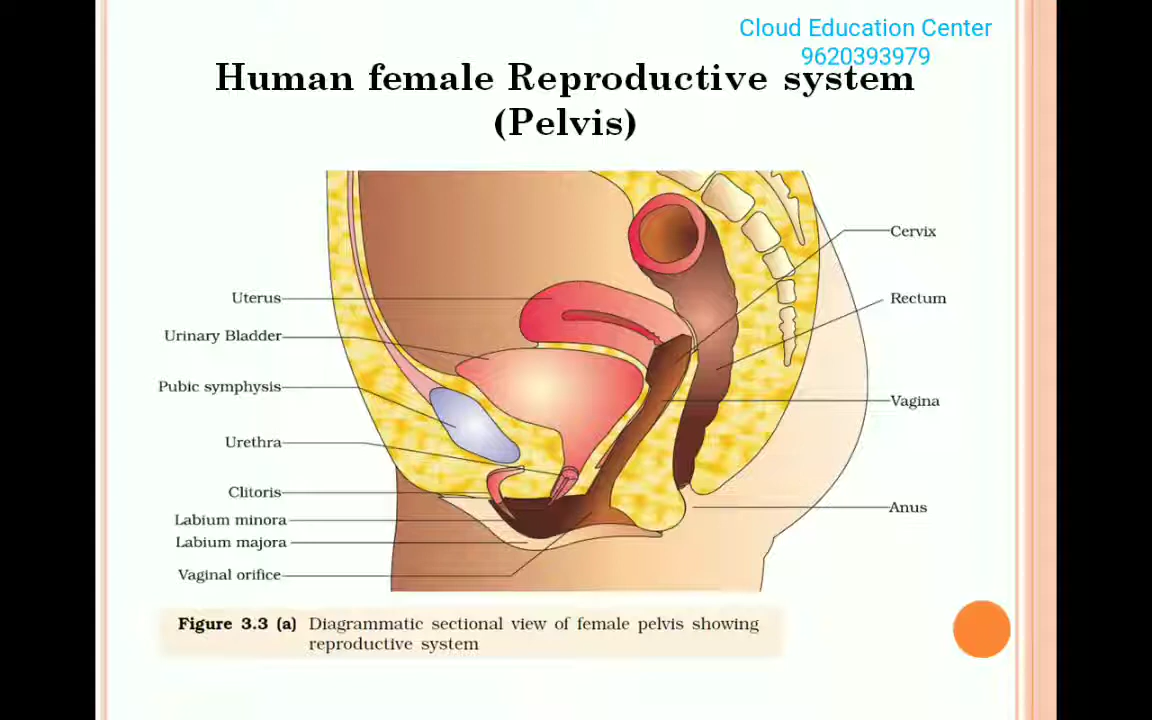 Cloud Education Center
9620393979
Human female Reproductive system
(Pelvis)
Cervix
Uterus
Rectum
Urinary Bladder
Pubic symphysis
Vagina
Urethra
Clitoris
Anus
Labium minora
Labium majora
Vaginal orifice
Figure 3.3 (a) Diagrammatic sectional view of female pelvis showing
reproductive system